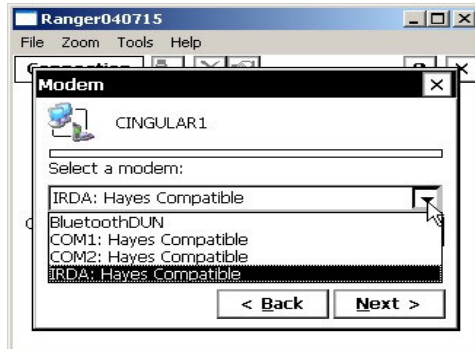 Ranger040715
File Zoom Tools Help
Modem
CINGULAR1
Select a modem:
IRDA: Hayes Compatible
BluetoothDUN
COM1: Hayes Compatible
COM2: Hayes Compatible
IRDA: Hayes Compatible
< Back Next >